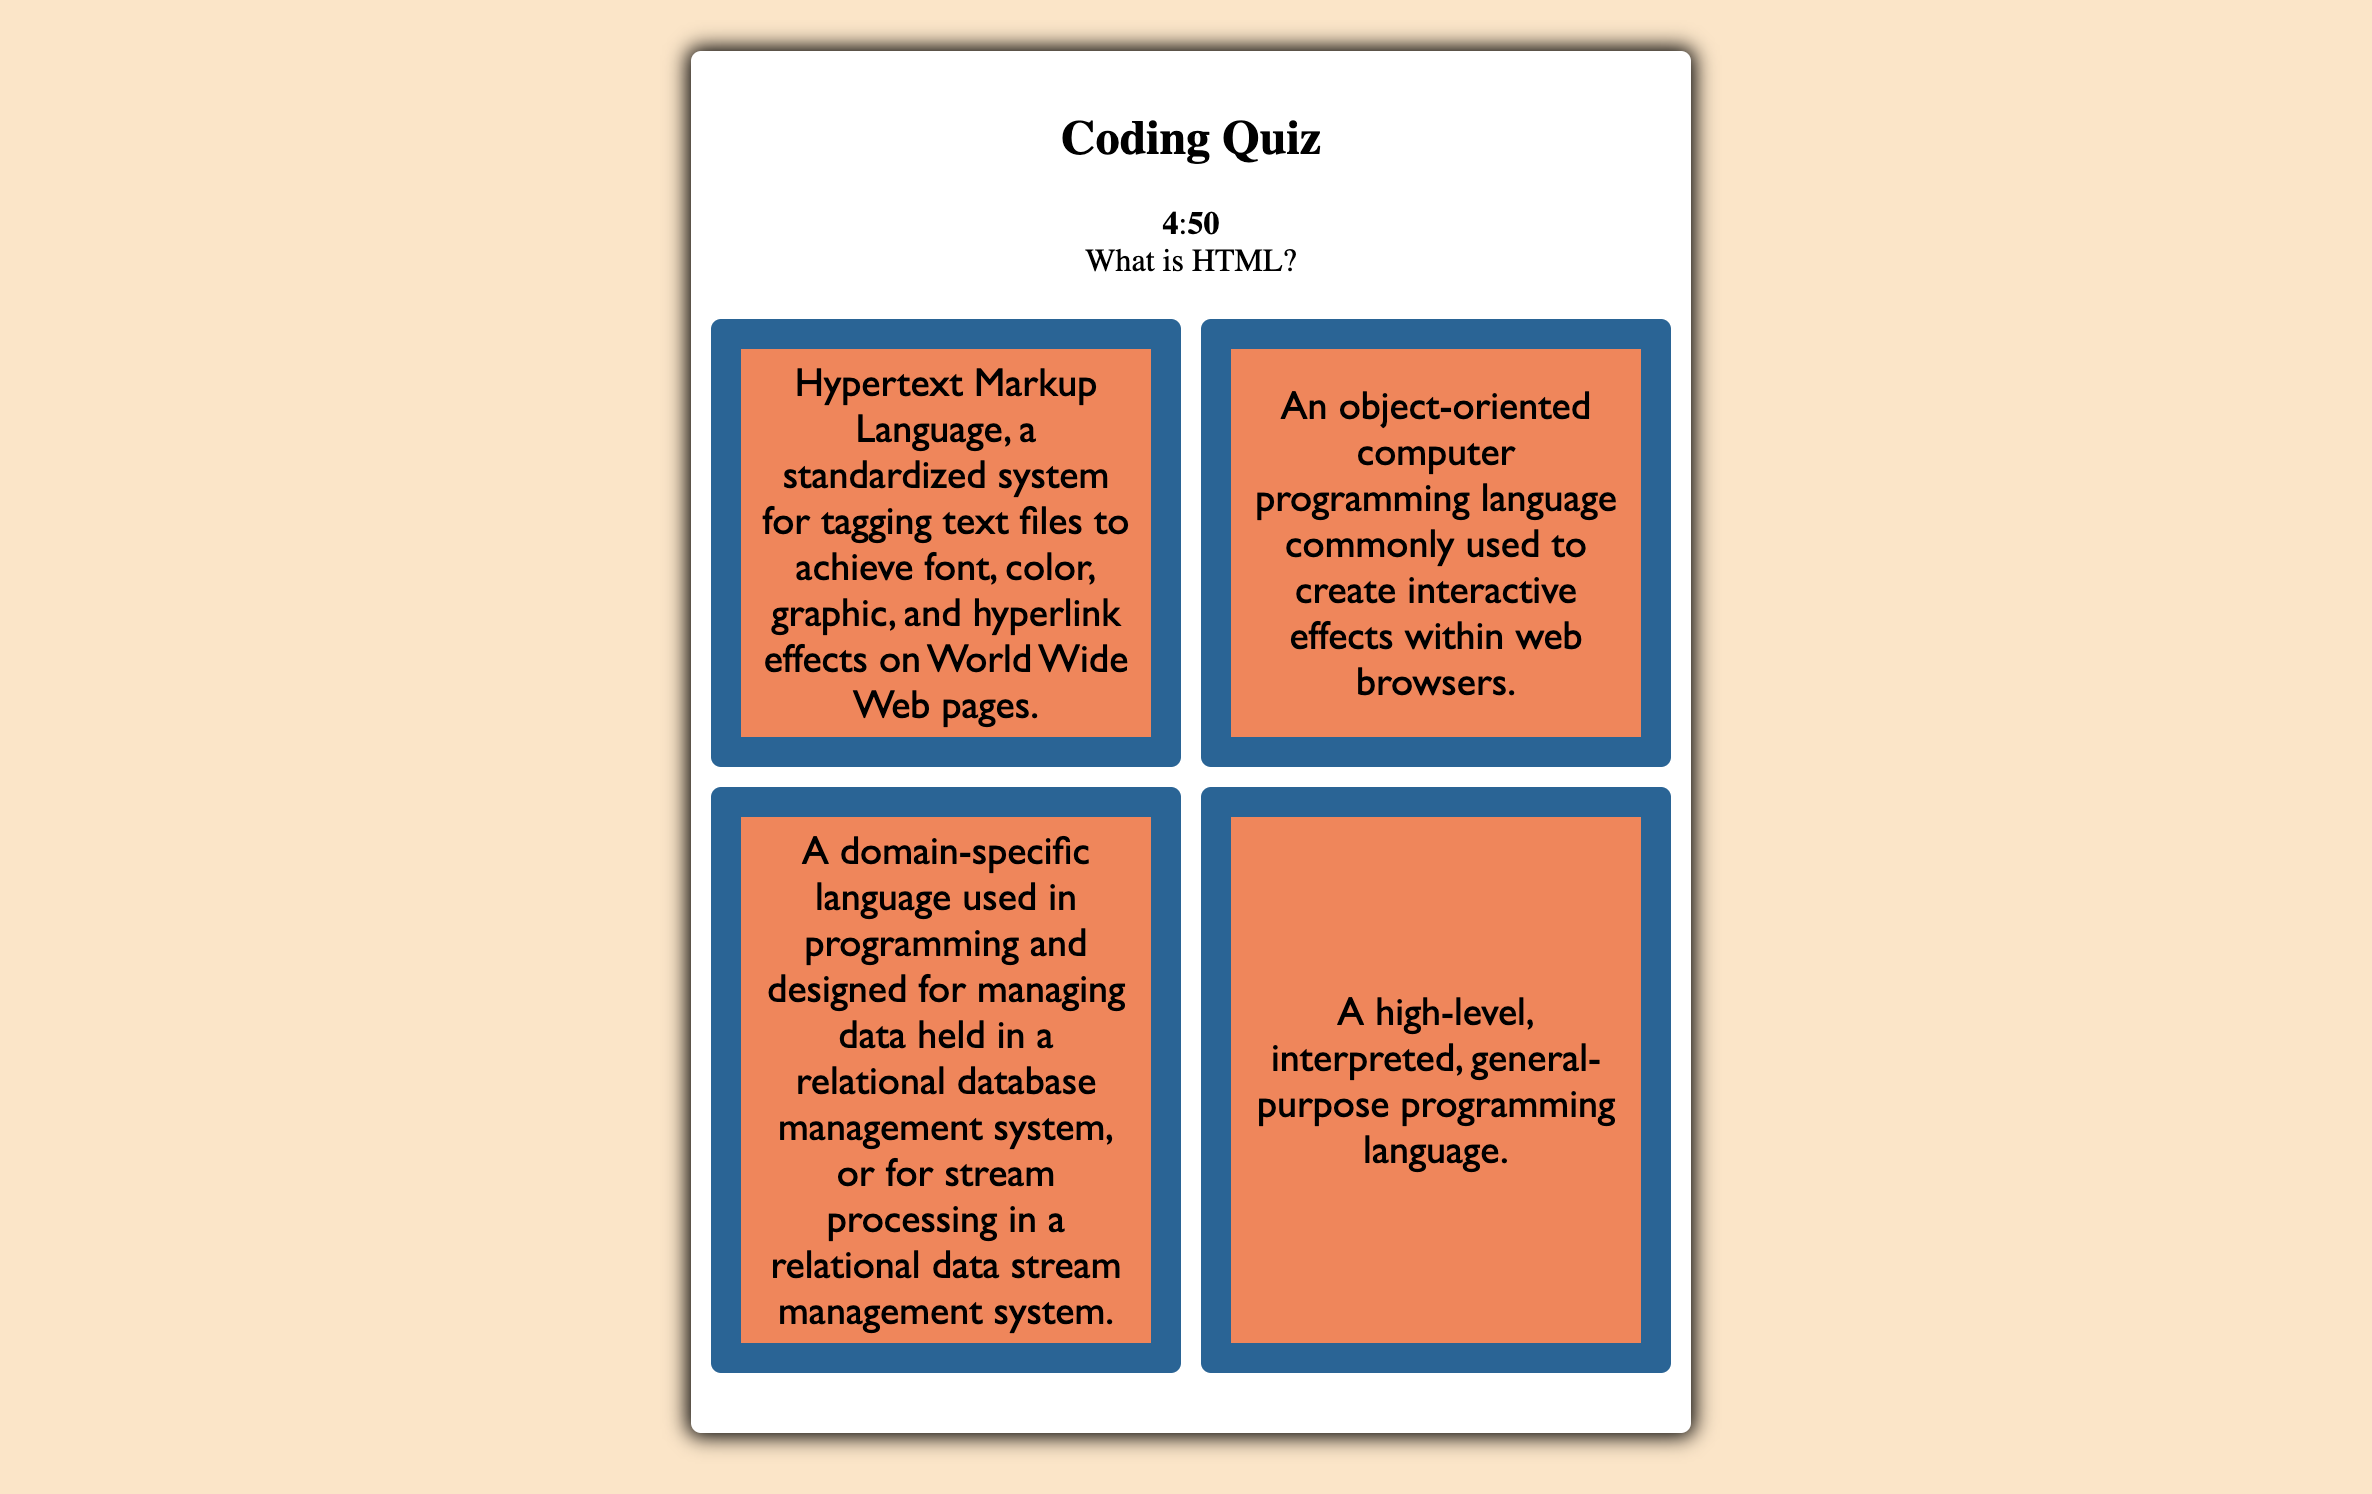 Coding Quiz
4:50
What is HTML?
Hypertext Markup
Language, a
standardized system
for tagging text files to
achieve font, color,
graphic, and hyperlink
effects on World Wide
Web pages.
An object-oriented
computer
programming language
commonly used to
create interactive
effects within web
browsers.
A domain-specific
language used in
programming and
designed for managing
data held in a
relational database
management system,
or for stream
processing in a
relational data stream
management system.
A high-level,
interpreted, general-
purpose programming
language.